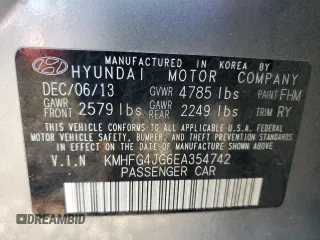 MANUFACTURED IN KOREA BY
HYUNDAI MOTOR COMPANY
DEC/06/13 GVWR 4785 lbs PAINT FHM
GAWR FRONT 2579 lbs GAWR REAR 2249 lbs TRIM RY
THIS VEHICLE CONFORMS TO ALL APPLICABLE FEDERAL
MOTOR VEHICLE SAFETY, BUMPER, AND THEFT PREVENTION
STANDARDS IN EFFECT ON THE DATE OF MANUFACTURE
SHOWN ABOVE.
V.I.N KMHFG4JG6EA354742
PASSENGER CAR
DREAMBID